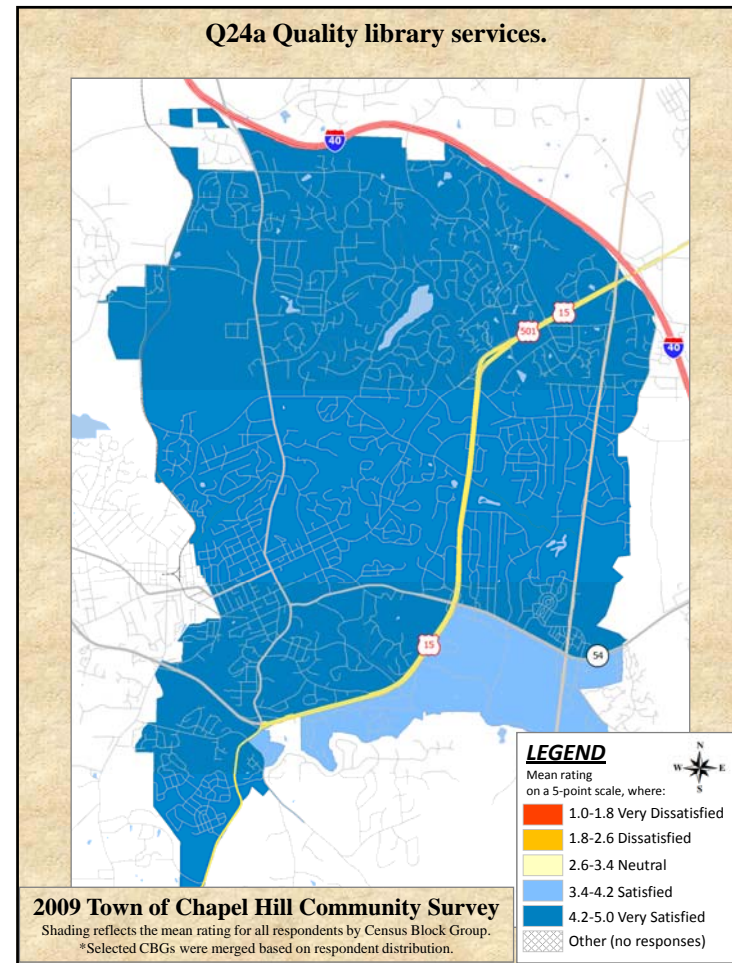 Q24a Quality library services.
40
15
501
40
15
54
LEGEND
N
W E
S
Mean rating
on a 5-point scale, where:
1.0-1.8 Very Dissatisfied
1.8-2.6 Dissatisfied
2.6-3.4 Neutral
3.4-4.2 Satisfied
4.2-5.0 Very Satisfied
Other (no responses)
2009 Town of Chapel Hill Community Survey
Shading reflects the mean rating for all respondents by Census Block Group.
*Selected CBGs were merged based on respondent distribution.